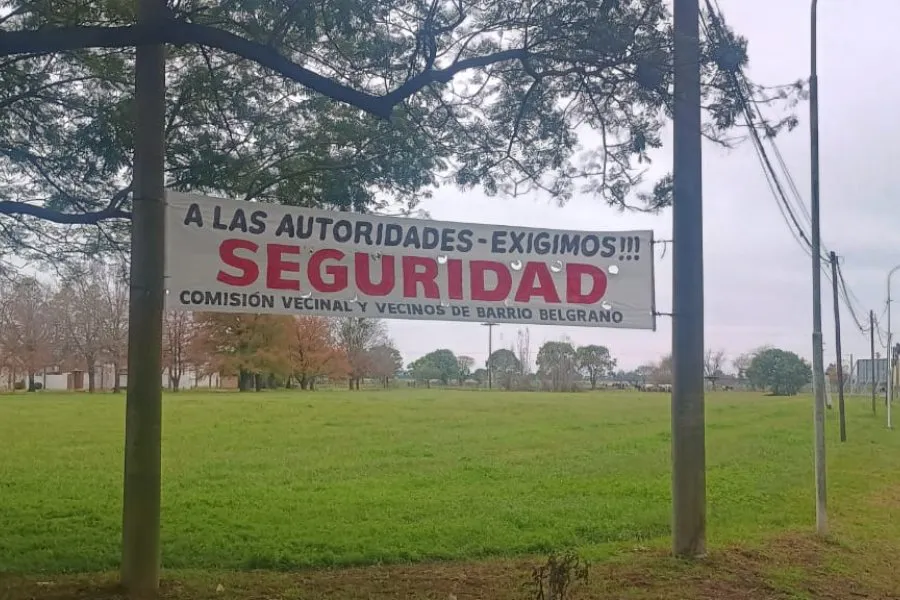 A LAS AUTORIDADES - EXIGIMOS!!!
SEGURIDAD
COMISIÓN VECINAL Y VECINOS DE BARRIO BELGRANO